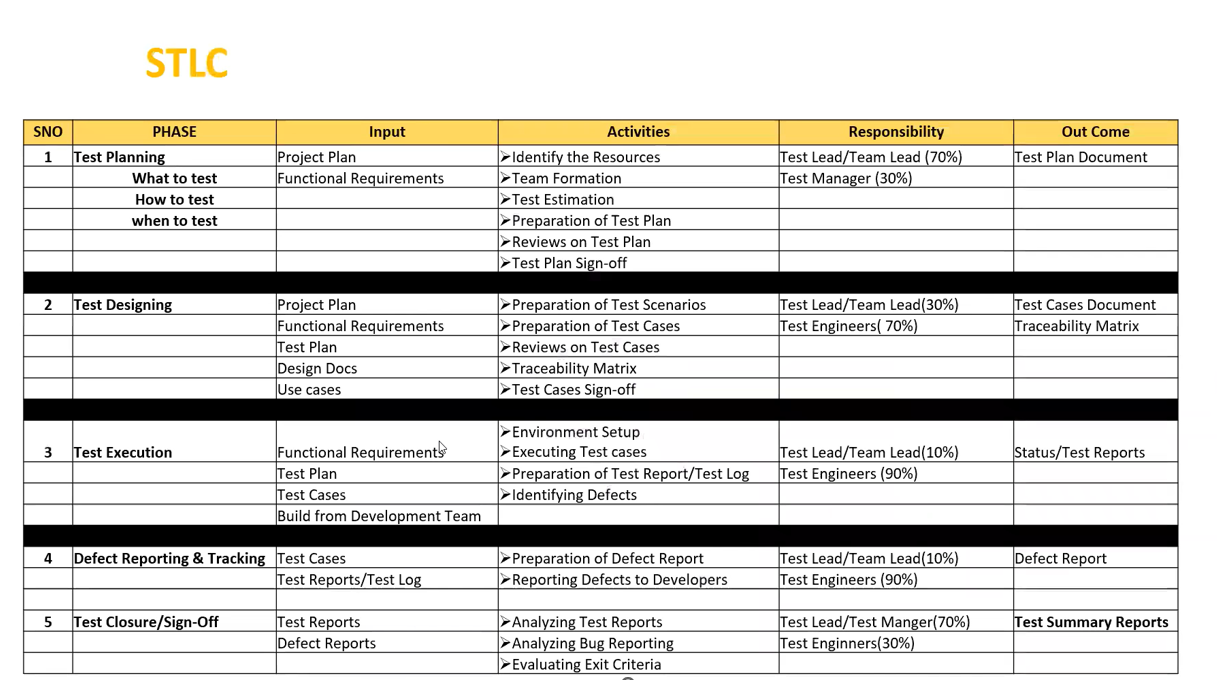 STLC
SNO PHASE Input Activities Responsibility Out Come
1 Test Planning Project Plan ➢Identify the Resources Test Lead/Team Lead (70%) Test Plan Document
What to test Functional Requirements ➢Team Formation Test Manager (30%)
How to test ➢Test Estimation
when to test ➢Preparation of Test Plan
➢Reviews on Test Plan
➢Test Plan Sign-off
2 Test Designing Project Plan ➢Preparation of Test Scenarios Test Lead/Team Lead(30%) Test Cases Document
Functional Requirements ➢Preparation of Test Cases Test Engineers( 70%) Traceability Matrix
Test Plan ➢Reviews on Test Cases
Design Docs ➢Traceability Matrix
Use cases ➢Test Cases Sign-off
➢Environment Setup
3 Test Execution Functional Requirements ➢Executing Test cases Test Lead/Team Lead(10%) Status/Test Reports
Test Plan ➢Preparation of Test Report/Test Log Test Engineers (90%)
Test Cases ➢Identifying Defects
Build from Development Team
4 Defect Reporting & Tracking Test Cases ➢Preparation of Defect Report Test Lead/Team Lead(10%) Defect Report
Test Reports/Test Log ➢Reporting Defects to Developers Test Engineers (90%)
5 Test Closure/Sign-Off Test Reports ➢Analyzing Test Reports Test Lead/Test Manger(70%) Test Summary Reports
Defect Reports ➢Analyzing Bug Reporting Test Enginners(30%)
➢Evaluating Exit Criteria